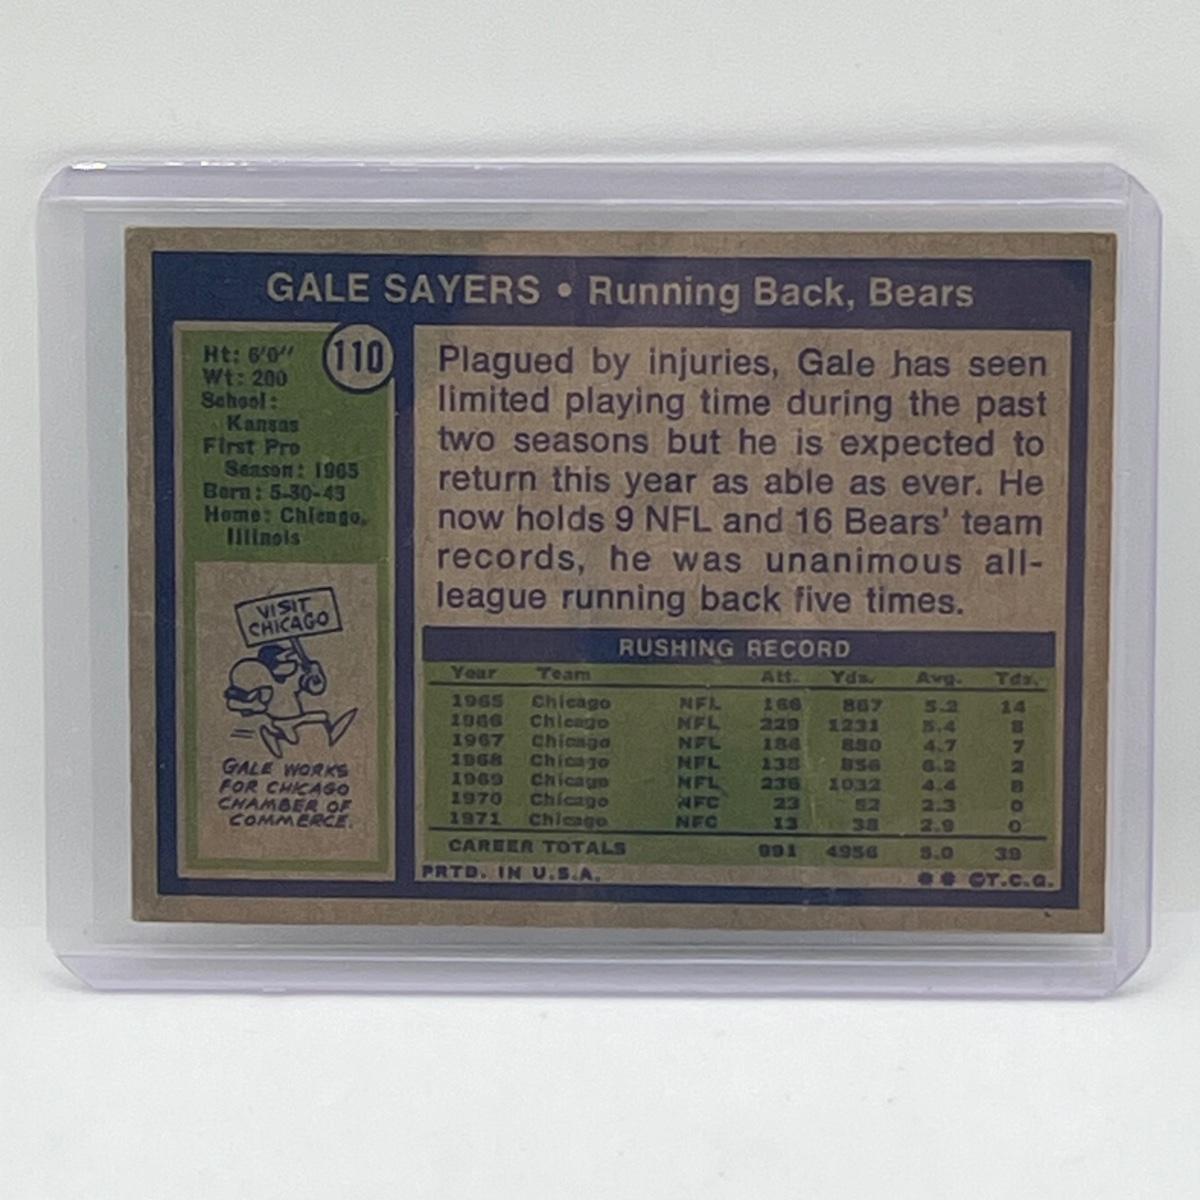 GALE SAYERS • Running Back, Bears
Ht: 6'0"
Wt: 200
School:
Kansas
First Pro
Season: 1965
Born: 5-30-43
Home: Chicago,
Illinois
110
VISIT
CHICAGO
GALE WORKS
FOR CHICAGO
CHAMBER OF
COMMERCE.
Plagued by injuries, Gale has seen
limited playing time during the past
two seasons but he is expected to
return this year as able as ever. He
now holds 9 NFL and 16 Bears' team
records, he was unanimous all-
league running back five times.
RUSHING RECORD
Year Team Att. Yds. Avg. Tds.
1965 Chicago NFL 166 867 5.2 14
1966 Chicago NFL 229 1231 5.4 8
1967 Chicago NFL 186 880 4.7 7
1968 Chicago NFL 138 856 6.2 2
1969 Chicago NFL 236 1032 4.4 8
1970 Chicago NFC 23 52 2.3 0
1971 Chicago NFC 13 38 2.9 0
CAREER TOTALS 991 4956 5.0 39
PRTD. IN U.S.A.
** ©T.C.G.